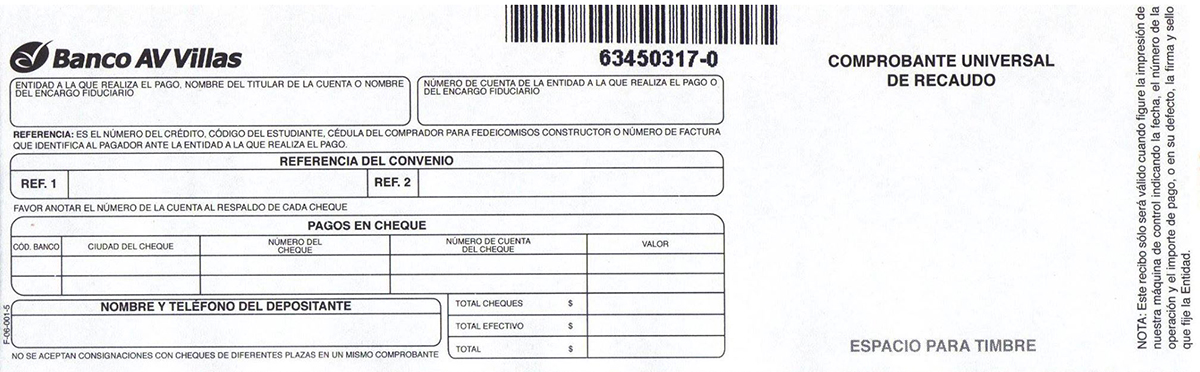 Banco AV Villas
63450317-0
COMPROBANTE UNIVERSAL
DE RECAUDO
ENTIDAD A LA QUE REALIZA EL PAGO, NOMBRE DEL TITULAR DE LA CUENTA O NOMBRE
DEL ENCARGO FIDUCIARIO
NÚMERO DE CUENTA DE LA ENTIDAD A LA QUE REALIZA EL PAGO O
DEL ENCARGO FIDUCIARIO
REFERENCIA: ES EL NÚMERO DEL CRÉDITO, CÓDIGO DEL ESTUDIANTE, CÉDULA DEL COMPRADOR PARA FEDEICOMISOS CONSTRUCTOR O NÚMERO DE FACTURA
QUE IDENTIFICA AL PAGADOR ANTE LA ENTIDAD A LA QUE REALIZA EL PAGO.
REFERENCIA DEL CONVENIO
REF. 1
REF. 2
FAVOR ANOTAR EL NÚMERO DE LA CUENTA AL RESPALDO DE CADA CHEQUE
PAGOS EN CHEQUE
CÓD. BANCO
CIUDAD DEL CHEQUE
NÚMERO DEL
CHEQUE
NÚMERO DE CUENTA
DEL CHEQUE
VALOR
NOMBRE Y TELÉFONO DEL DEPOSITANTE
TOTAL CHEQUES $
TOTAL EFECTIVO $
TOTAL $
NO SE ACEPTAN CONSIGNACIONES CON CHEQUES DE DIFERENTES PLAZAS EN UN MISMO COMPROBANTE
F-06-001-5
ESPACIO PARA TIMBRE
NOTA: Este recibo sólo será válido cuando figure la impresión de
nuestra máquina de control indicando la fecha, el número de la
operación y el importe de pago, o en su defecto, la firma y sello
que fije la Entidad.